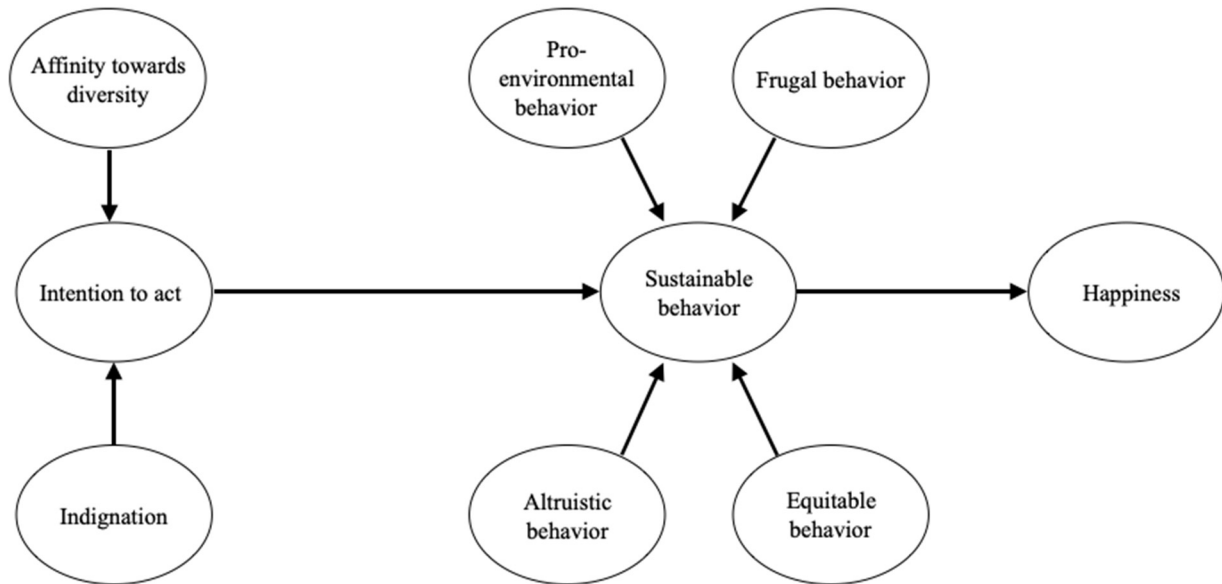 Affinity towards
diversity
Pro-
environmental
behavior
Frugal behavior
Intention to act
Sustainable
behavior
Happiness
Indignation
Altruistic
behavior
Equitable
behavior